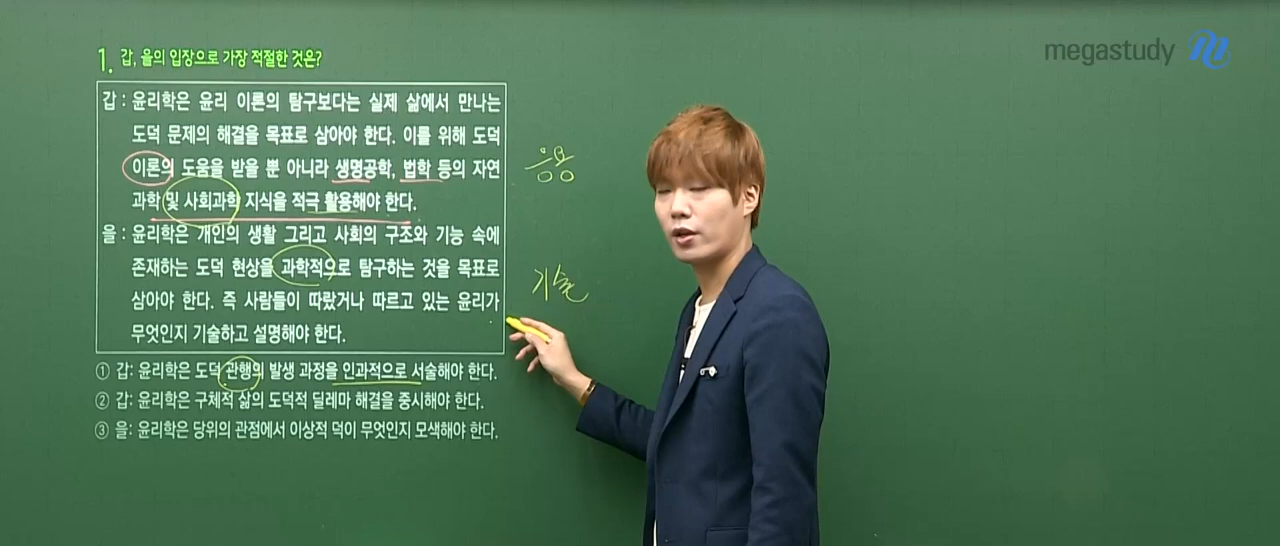 megastudy
1. 갑, 을의 입장으로 가장 적절한 것은?
갑 : 윤리학은 윤리 이론의 탐구보다는 실제 삶에서 만나는
도덕 문제의 해결을 목표로 삼아야 한다. 이를 위해 도덕
이론의 도움을 받을 뿐 아니라 생명공학, 법학 등의 자연
과학 및 사회과학 지식을 적극 활용해야 한다.
을 : 윤리학은 개인의 생활 그리고 사회의 구조와 기능 속에
존재하는 도덕 현상을 과학적으로 탐구하는 것을 목표로
삼아야 한다. 즉 사람들이 따랐거나 따르고 있는 윤리가
무엇인지 기술하고 설명해야 한다.
① 갑: 윤리학은 도덕 관행의 발생 과정을 인과적으로 서술해야 한다.
② 갑: 윤리학은 구체적 삶의 도덕적 딜레마 해결을 중시해야 한다.
③ 을: 윤리학은 당위의 관점에서 이상적 덕이 무엇인지 모색해야 한다.
응용
기술